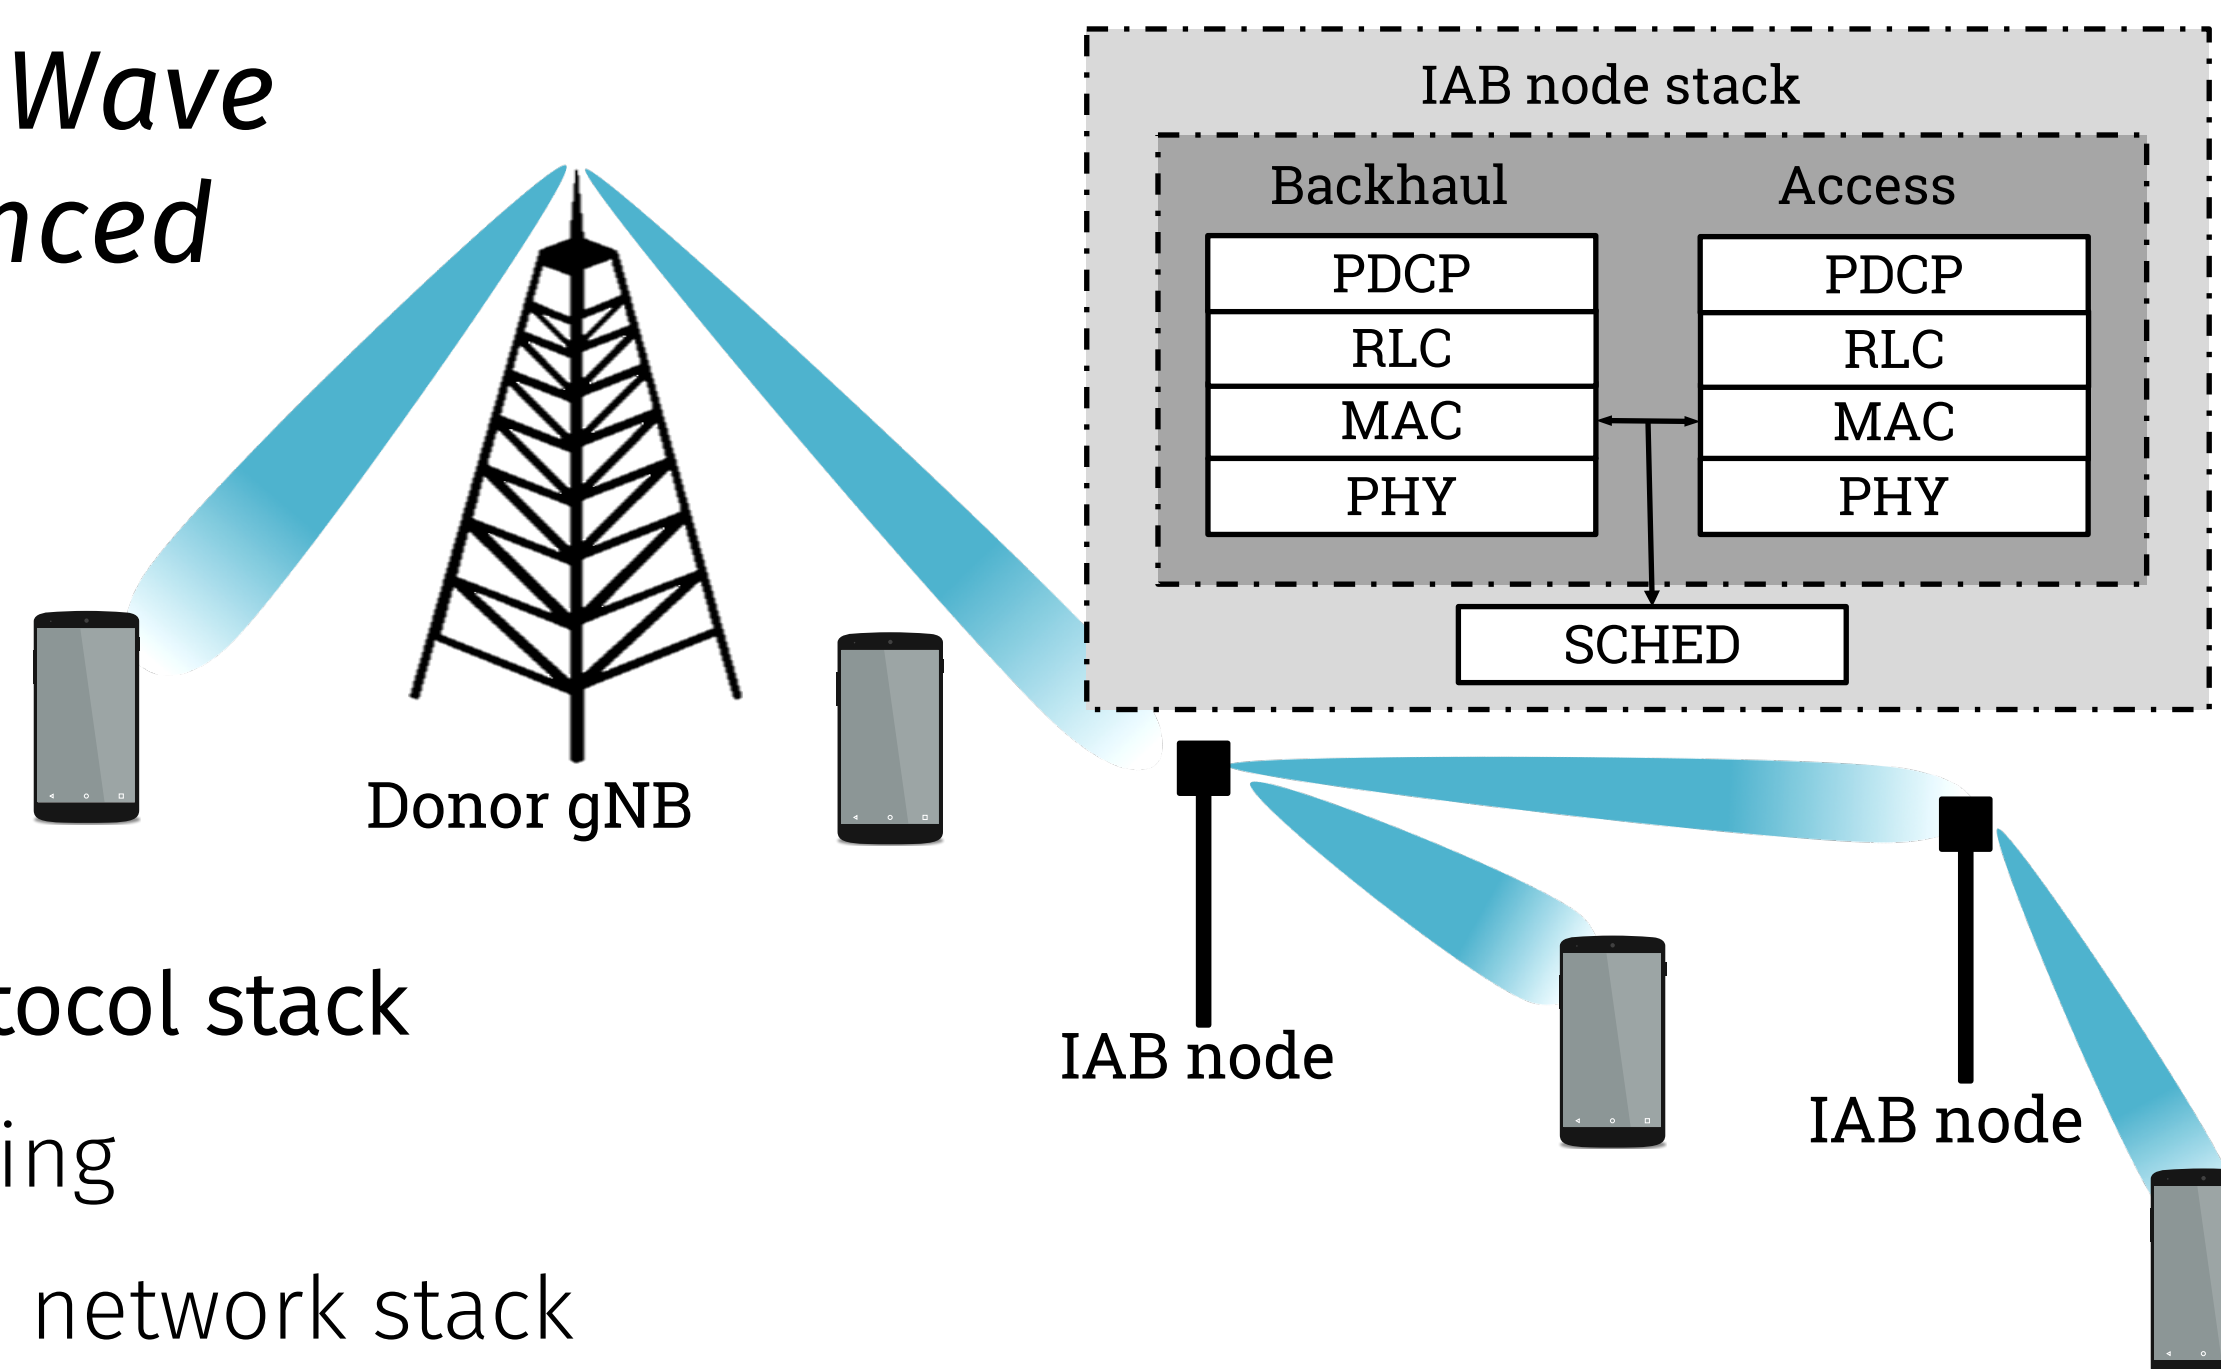 Wave
nced
IAB node stack
Backhaul
Access
PDCP
RLC
MAC
PHY
PDCP
RLC
MAC
PHY
SCHED
Donor gNB
IAB node
IAB node
tocol stack
ing
network stack